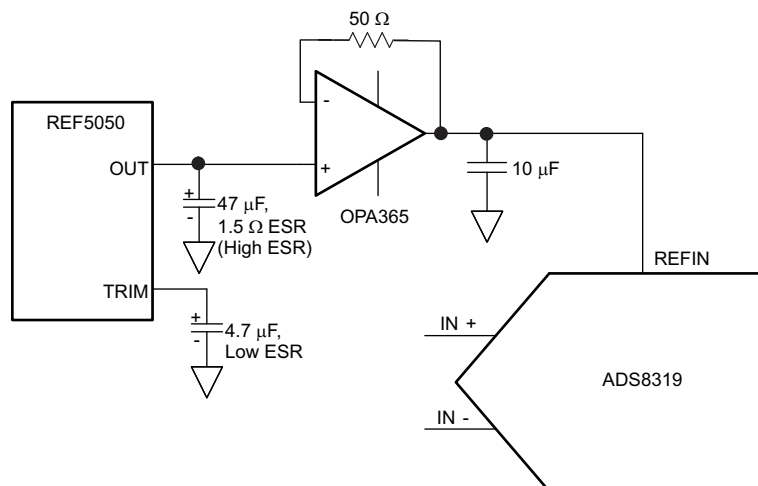 50 Ω
REF5050
-
OUT
+
OPA365
10 μF
+
-
47 μF,
1.5 Ω ESR
(High ESR)
TRIM
+
-
4.7 μF,
Low ESR
REFIN
IN +
ADS8319
IN -